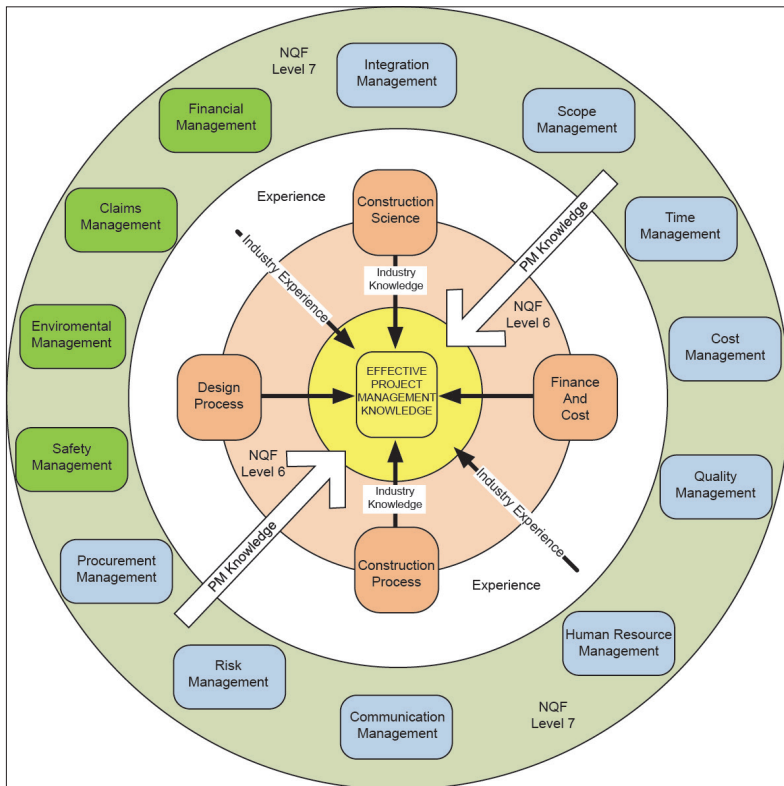 NQF
Level 7
Integration
Management
Scope
Management
Time
Management
Cost
Management
Quality
Management
Human Resource
Management
NQF
Level 7
Communication
Management
Risk
Management
Procurement
Management
Safety
Management
Enviromental
Management
Claims
Management
Financial
Management
Experience
Industry Experience
PM Knowledge
Construction
Science
Industry
Knowledge
NQF
Level 6
Design
Process
EFFECTIVE
PROJECT
MANAGEMENT
KNOWLEDGE
Finance
And
Cost
NQF
Level 6
Industry
Knowledge
Construction
Process
PM Knowledge
Industry Experience
Experience